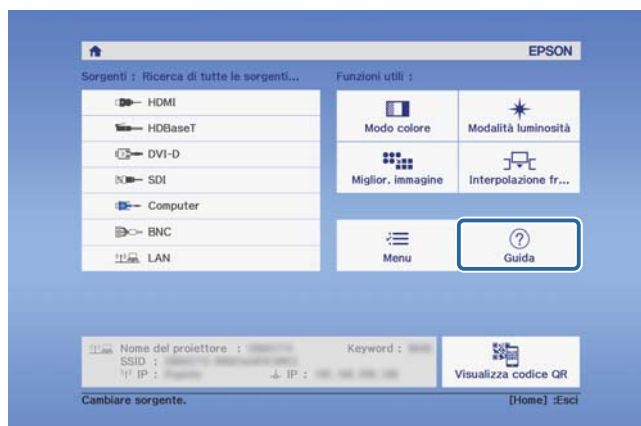 EPSON
Sorgenti : Ricerca di tutte le sorgenti...
Funzioni utili :
HDMI
HDBaseT
DVI-D
SDI
Computer
BNC
LAN
Modo colore
Modalità luminosità
Miglior. immagine
Interpolazione fr...
Menu
Guida
Nome del proiettore :
Keyword :
SSID :
IP :
IP :
Visualizza codice QR
Cambiare sorgente.
[Home] :Esci